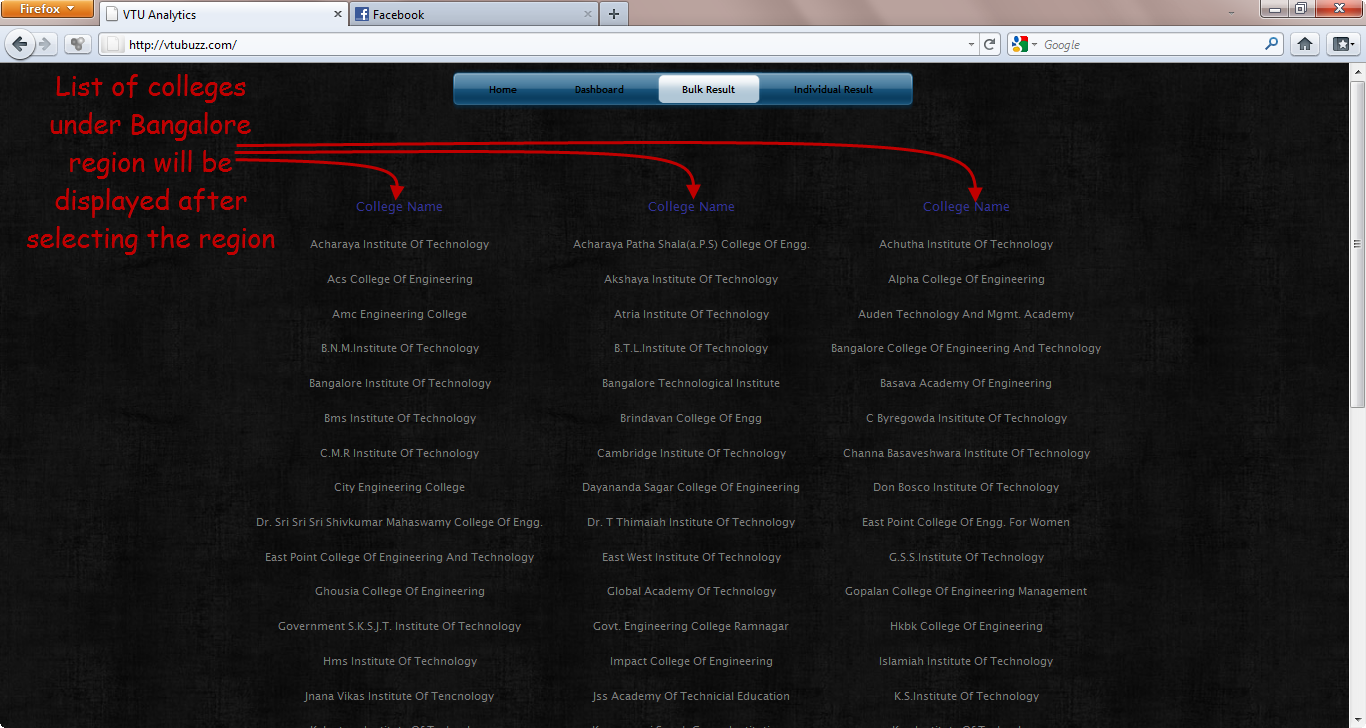 Firefox
VTU Analytics
Facebook
http://vtubuzz.com/
Google
Home Dashboard Bulk Result Individual Result
List of colleges
under Bangalore
region will be
displayed after
selecting the region
College Name College Name College Name
Acharaya Institute Of Technology Acharaya Patha Shala(a.P.S) College Of Engg. Achutha Institute Of Technology
Acs College Of Engineering Akshaya Institute Of Technology Alpha College Of Engineering
Amc Engineering College Atria Institute Of Technology Auden Technology And Mgmt. Academy
B.N.M.Institute Of Technology B.T.L.Institute Of Technology Bangalore College Of Engineering And Technology
Bangalore Institute Of Technology Bangalore Technological Institute Basava Academy Of Engineering
Bms Institute Of Technology Brindavan College Of Engg C Byregowda Insititute Of Technology
C.M.R Institute Of Technology Cambridge Institute Of Technology Channa Basaveshwara Institute Of Technology
City Engineering College Dayananda Sagar College Of Engineering Don Bosco Institute Of Technology
Dr. Sri Sri Sri Shivkumar Mahaswamy College Of Engg. Dr. T Thimaiah Institute Of Technology East Point College Of Engg. For Women
East Point College Of Engineering And Technology East West Institute Of Technology G.S.S.Institute Of Technology
Ghousia College Of Engineering Global Academy Of Technology Gopalan College Of Engineering Management
Government S.K.S.J.T. Institute Of Technology Govt. Engineering College Ramnagar Hkbk College Of Engineering
Hms Institute Of Technology Impact College Of Engineering Islamiah Institute Of Technology
Jnana Vikas Institute Of Tencnology Jss Academy Of Technicial Education K.S.Institute Of Technology